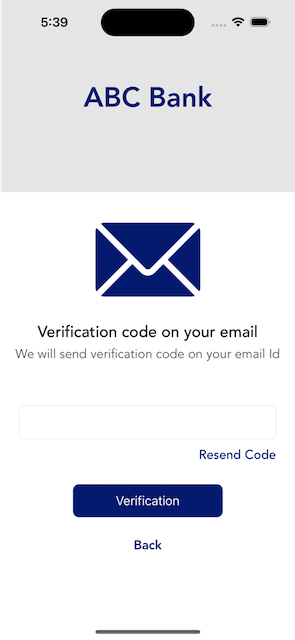 5:39
ABC Bank
Verification code on your email
We will send verification code on your email Id
Resend Code
Verification
Back